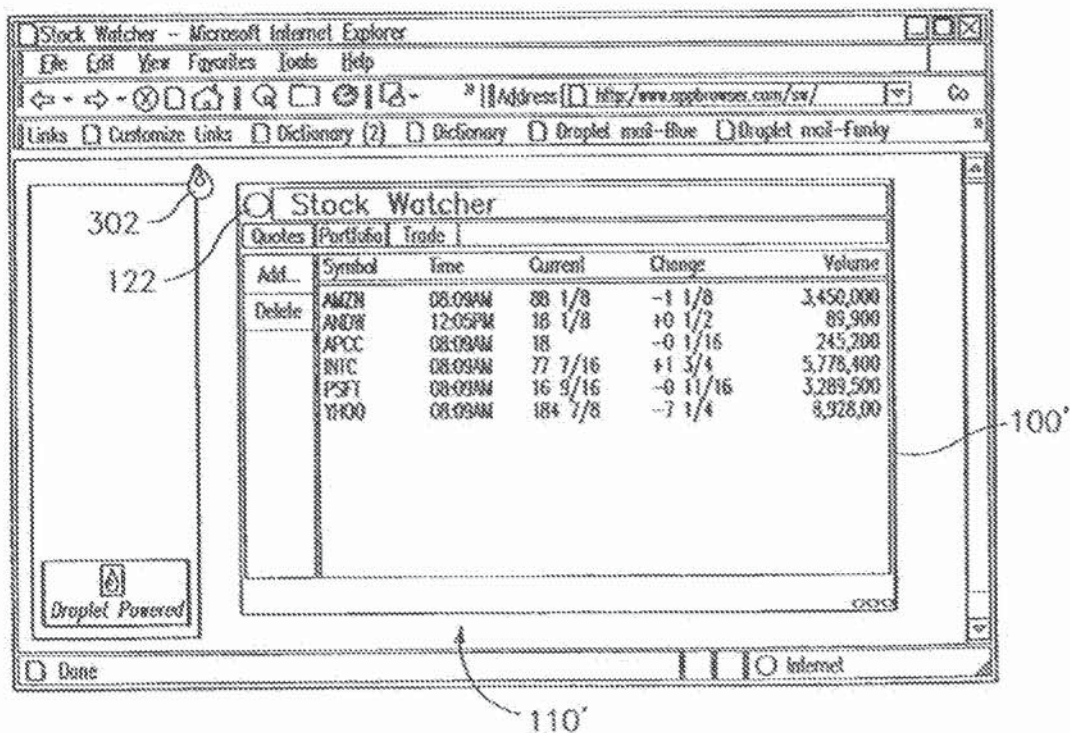 Stock Watcher - Microsoft Internet Explorer
File Edit View Favorites Tools Help
» Address http://www.appbrowser.com/sw/ Go
Links Customize Links Dictionary (2) Dictionary Droplet mail-Blue Droplet mail-Funky »
302
122
Stock Watcher
Quotes Portfolio Trade
Add...
Delete
Symbol Time Current Change Volume
AMZN 08:09AM 88 1/8 -1 1/8 3,450,000
ANDW 12:05PM 18 1/8 +0 1/2 89,900
APCC 08:09AM 18 -0 1/16 245,200
INTC 08:09AM 77 7/16 +1 3/4 5,778,400
PSFT 08:09AM 16 9/16 -0 11/16 3,289,500
YHOO 08:09AM 184 7/8 -7 1/4 8,928,00
100'
Droplet Powered
Done Internet
110'